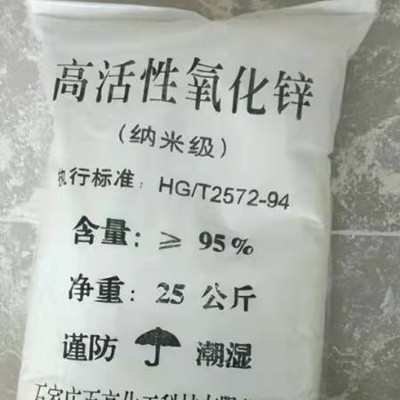 高活性氧化锌
(纳米级)
执行标准: HG/T2572-94
含量: ≥ 95%
净重: 25 公斤
谨防 潮湿